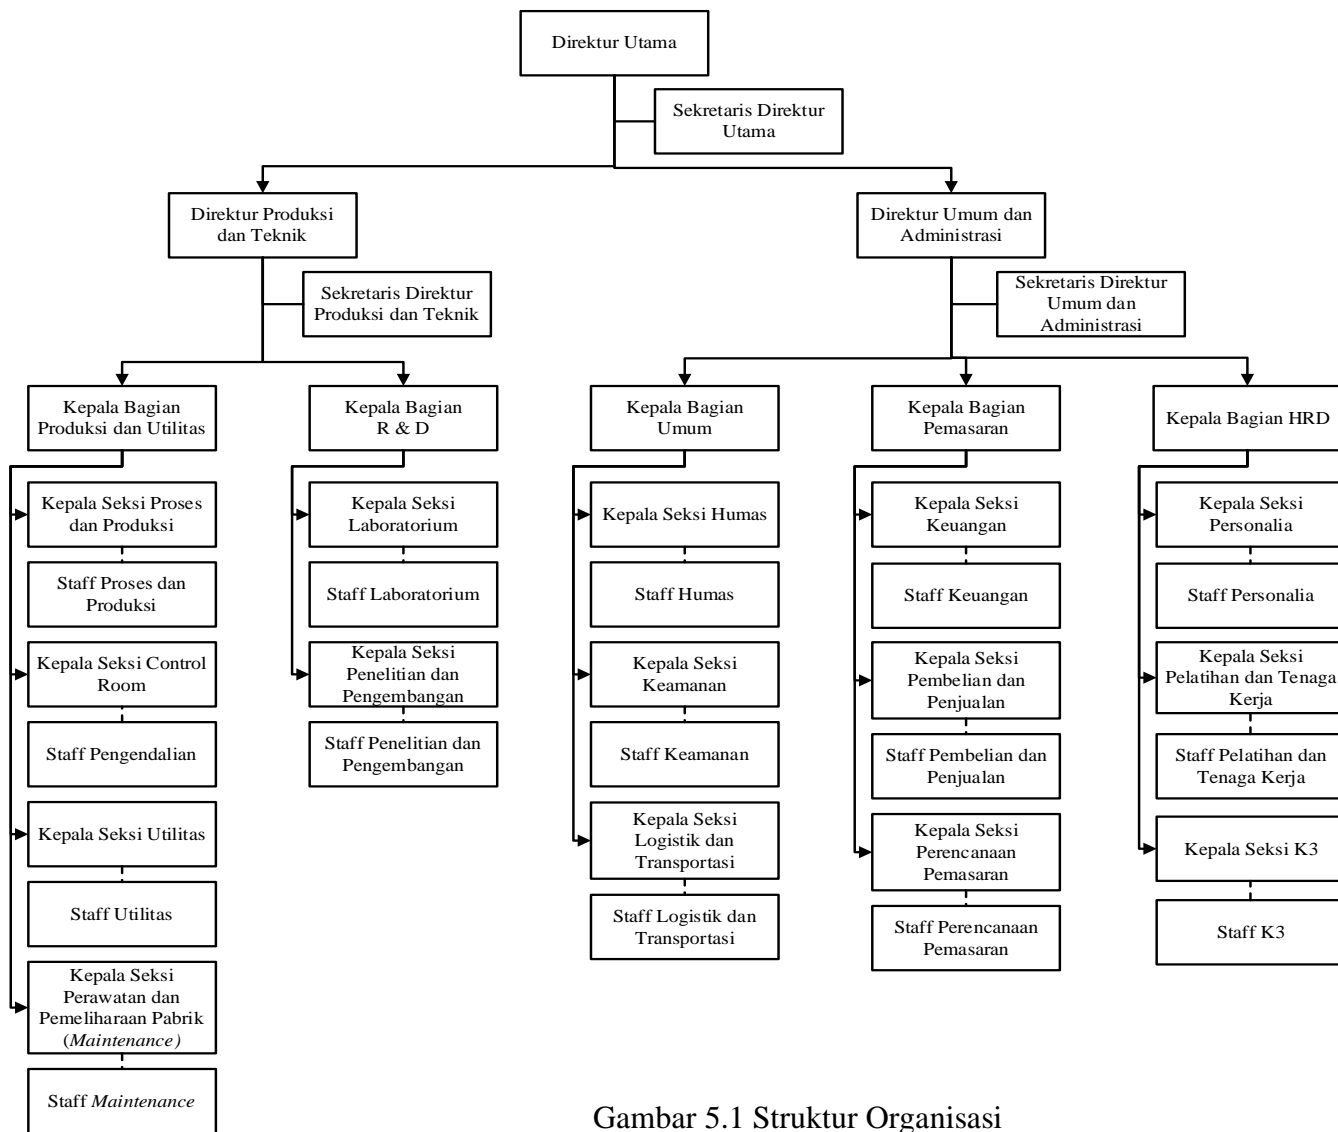 Direktur Utama
Sekretaris Direktur
Utama
Direktur Produksi
dan Teknik
Direktur Umum dan
Administrasi
Sekretaris Direktur
Produksi dan Teknik
Sekretaris Direktur
Umum dan
Administrasi
Kepala Bagian
Produksi dan Utilitas
Kepala Bagian
R & D
Kepala Bagian
Umum
Kepala Bagian
Pemasaran
Kepala Bagian HRD
Kepala Seksi Proses
dan Produksi
Staff Proses dan
Produksi
Kepala Seksi Control
Room
Staff Pengendalian
Kepala Seksi Utilitas
Staff Utilitas
Kepala Seksi
Perawatan dan
Pemeliharaan Pabrik
(Maintenance)
Staff Maintenance
Kepala Seksi
Laboratorium
Staff Laboratorium
Kepala Seksi
Penelitian dan
Pengembangan
Staff Penelitian dan
Pengembangan
Kepala Seksi Humas
Staff Humas
Kepala Seksi
Keamanan
Staff Keamanan
Kepala Seksi
Logistik dan
Transportasi
Staff Logistik dan
Transportasi
Kepala Seksi
Keuangan
Staff Keuangan
Kepala Seksi
Pembelian dan
Penjualan
Staff Pembelian dan
Penjualan
Kepala Seksi
Perencanaan
Pemasaran
Staff Perencanaan
Pemasaran
Kepala Seksi
Personalia
Staff Personalia
Kepala Seksi
Pelatihan dan Tenaga
Kerja
Staff Pelatihan dan
Tenaga Kerja
Kepala Seksi K3
Staff K3
Gambar 5.1 Struktur Organisasi